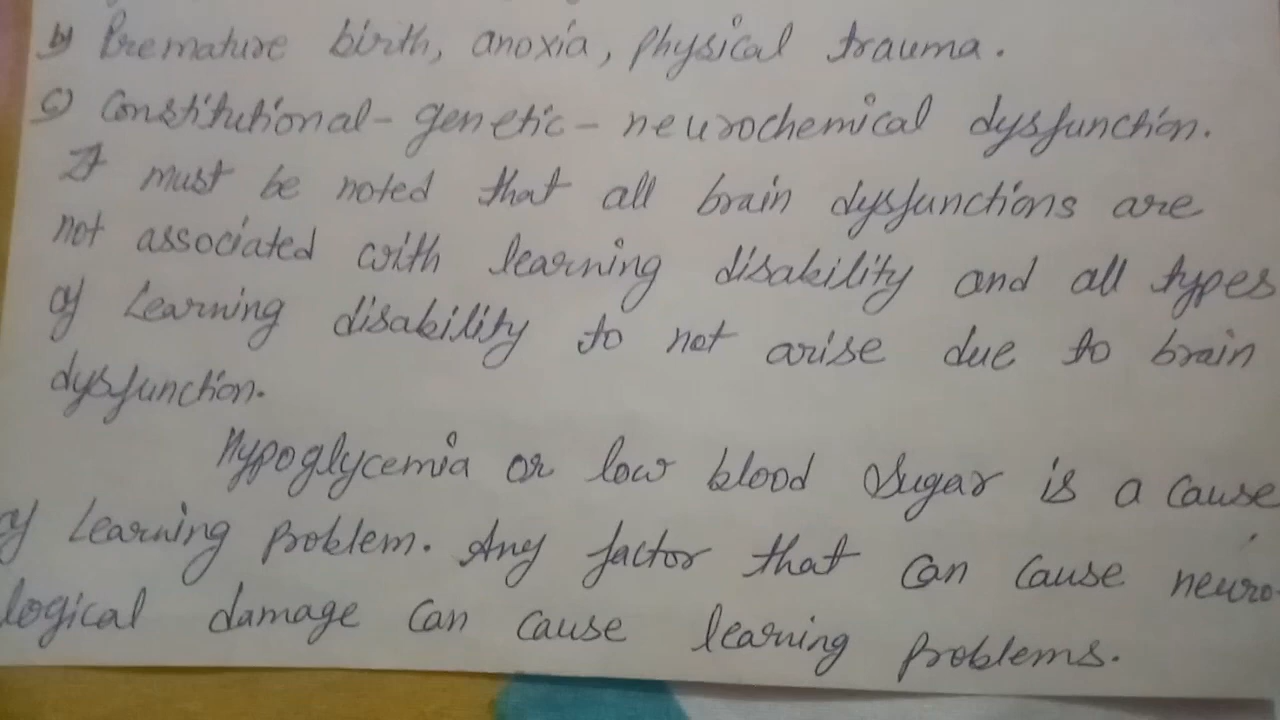 b) Premature birth, anoxia, physical trauma.
c) Constitutional - genetic - neurochemical dysfunction.
It must be noted that all brain dysfunctions are
not associated with learning disability and all types
of Learning disability to not arise due to brain
dysfunction.
Hypoglycemia or low blood Sugar is a cause
of Learning Problem. Any factor that can cause neuro-
logical damage can cause learning Problems.